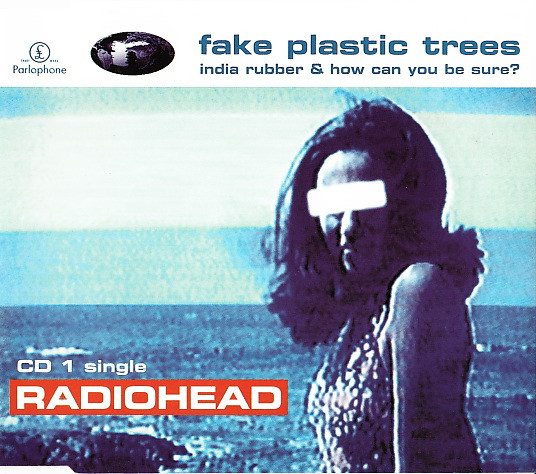 £
Parlophone
fake plastic trees
india rubber & how can you be sure?
CD 1 single
RADIOHEAD